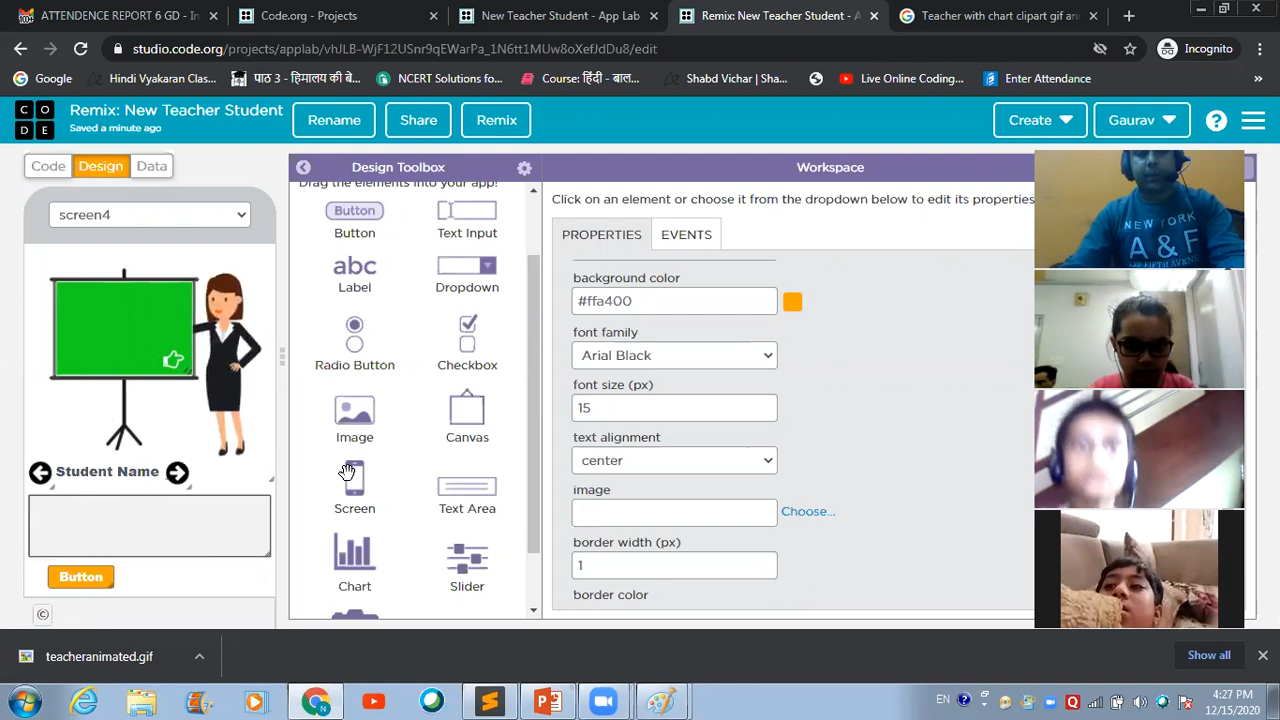 ATTENDENCE REPORT 6 GD - In
Code.org - Projects
New Teacher Student - App Lab
Remix: New Teacher Student - A
Teacher with chart clipart gif an
studio.code.org/projects/applab/vhJLB-WjF12USnr9qEWarPa_1N6tt1MUw8oXefJdDu8/edit
Incognito
Google
Hindi Vyakaran Clas...
पाठ 3 - हिमालय की बे...
NCERT Solutions fo...
Course: हिंदी - बाल...
Shabd Vichar | Sha...
Live Online Coding...
Enter Attendance
»
CODE
Remix: New Teacher Student
Saved a minute ago
Rename
Share
Remix
Create
Gaurav
?
Code
Design
Data
Design Toolbox
Workspace
screen4
Drag the elements into your app!
Button
Button
Text Input
abc
Label
Dropdown
Radio Button
Checkbox
Image
Canvas
Screen
Text Area
Chart
Slider
Student Name
Button
©
Click on an element or choose it from the dropdown below to edit its properties
PROPERTIES
EVENTS
background color
#ffa400
font family
Arial Black
font size (px)
15
text alignment
center
image
Choose...
border width (px)
1
border color
NEW YORK
A & F
teacheranimated.gif
Show all
EN
4:27 PM
12/15/2020